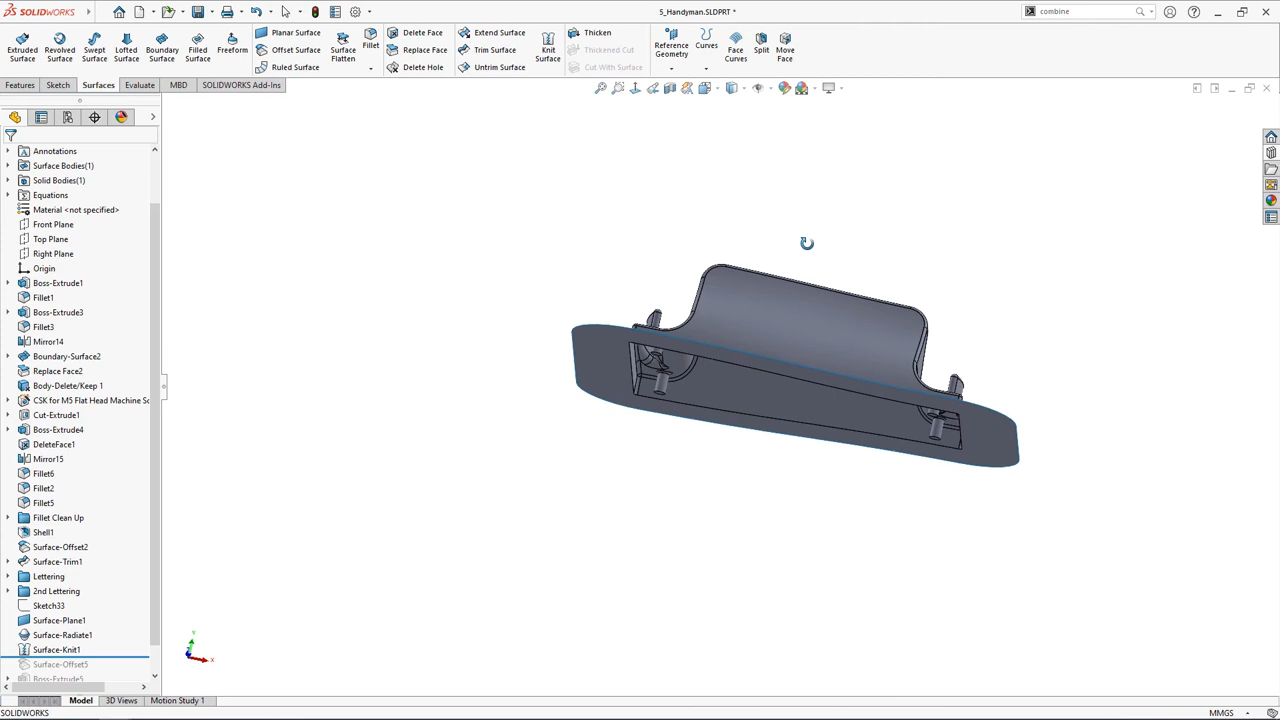 SOLIDWORKS
5_Handyman.SLDPRT *
combine
Extruded Surface
Revolved Surface
Swept Surface
Lofted Surface
Boundary Surface
Filled Surface
Freeform
Planar Surface
Offset Surface
Ruled Surface
Surface Flatten
Fillet
Delete Face
Replace Face
Delete Hole
Extend Surface
Trim Surface
Untrim Surface
Knit Surface
Thicken
Thickened Cut
Cut With Surface
Reference Geometry
Curves
Face Curves
Split
Move Face
Features
Sketch
Surfaces
Evaluate
MBD
SOLIDWORKS Add-Ins
Annotations
Surface Bodies(1)
Solid Bodies(1)
Equations
Material <not specified>
Front Plane
Top Plane
Right Plane
Origin
Boss-Extrude1
Fillet1
Boss-Extrude3
Fillet3
Mirror14
Boundary-Surface2
Replace Face2
Body-Delete/Keep 1
CSK for M5 Flat Head Machine Sc
Cut-Extrude1
Boss-Extrude4
DeleteFace1
Mirror15
Fillet6
Fillet2
Fillet5
Fillet Clean Up
Shell1
Surface-Offset2
Surface-Trim1
Lettering
2nd Lettering
Sketch33
Surface-Plane1
Surface-Radiate1
Surface-Knit1
Surface-Offset5
Boss-Extrude5
Y
X
Model
3D Views
Motion Study 1
SOLIDWORKS
MMGS